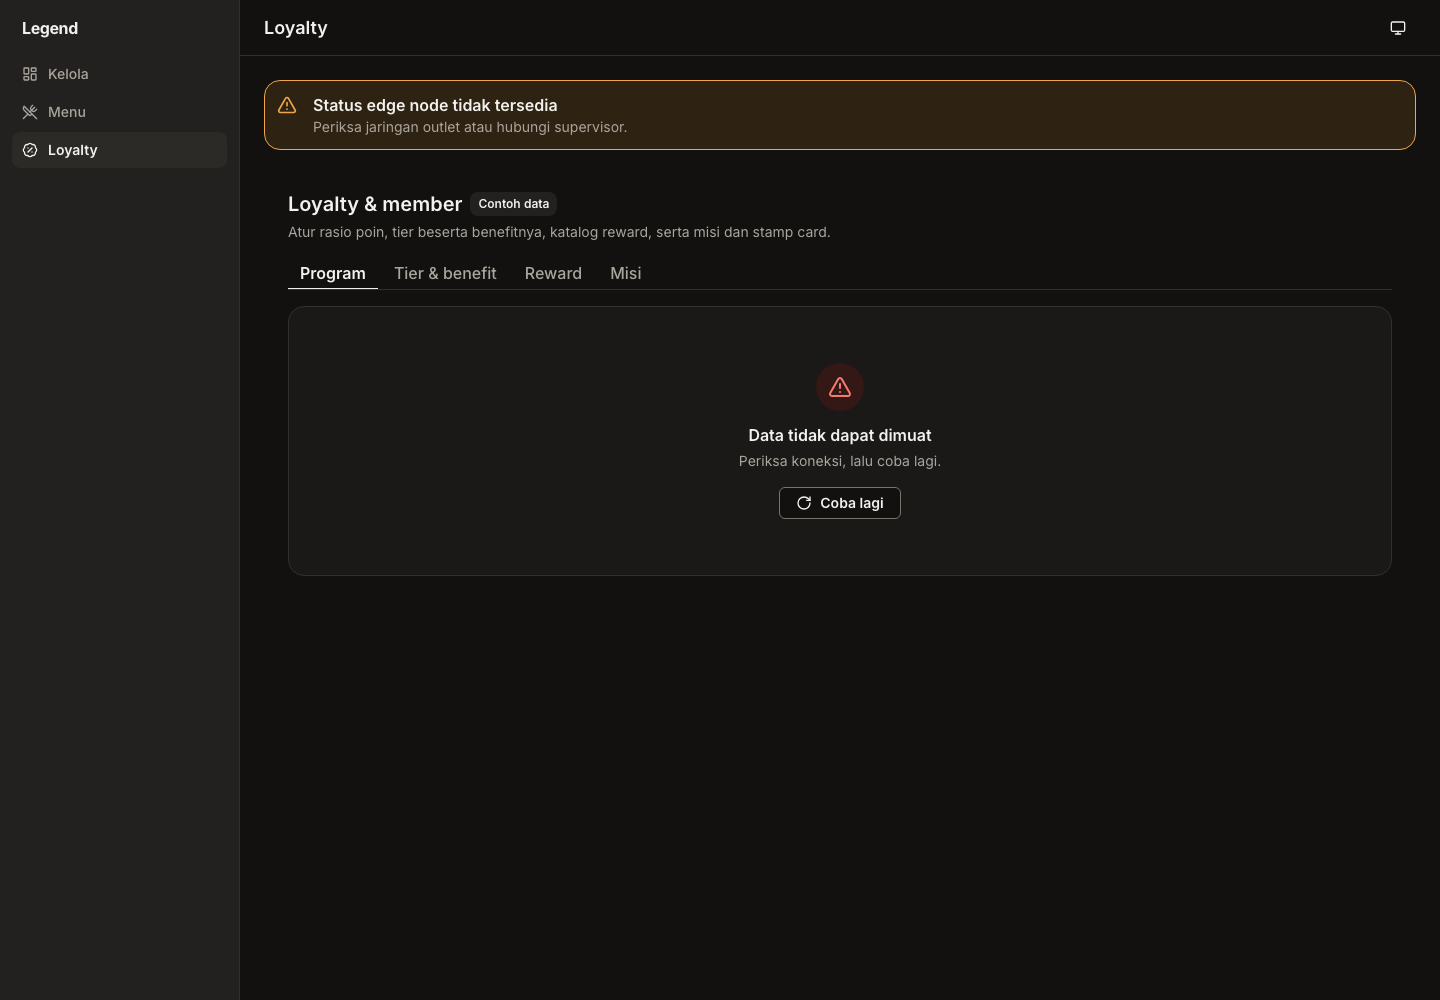 Legend
Kelola
Menu
Loyalty
Loyalty
Status edge node tidak tersedia
Periksa jaringan outlet atau hubungi supervisor.
Loyalty & member
Contoh data
Atur rasio poin, tier beserta benefitnya, katalog reward, serta misi dan stamp card.
Program
Tier & benefit
Reward
Misi
Data tidak dapat dimuat
Periksa koneksi, lalu coba lagi.
Coba lagi